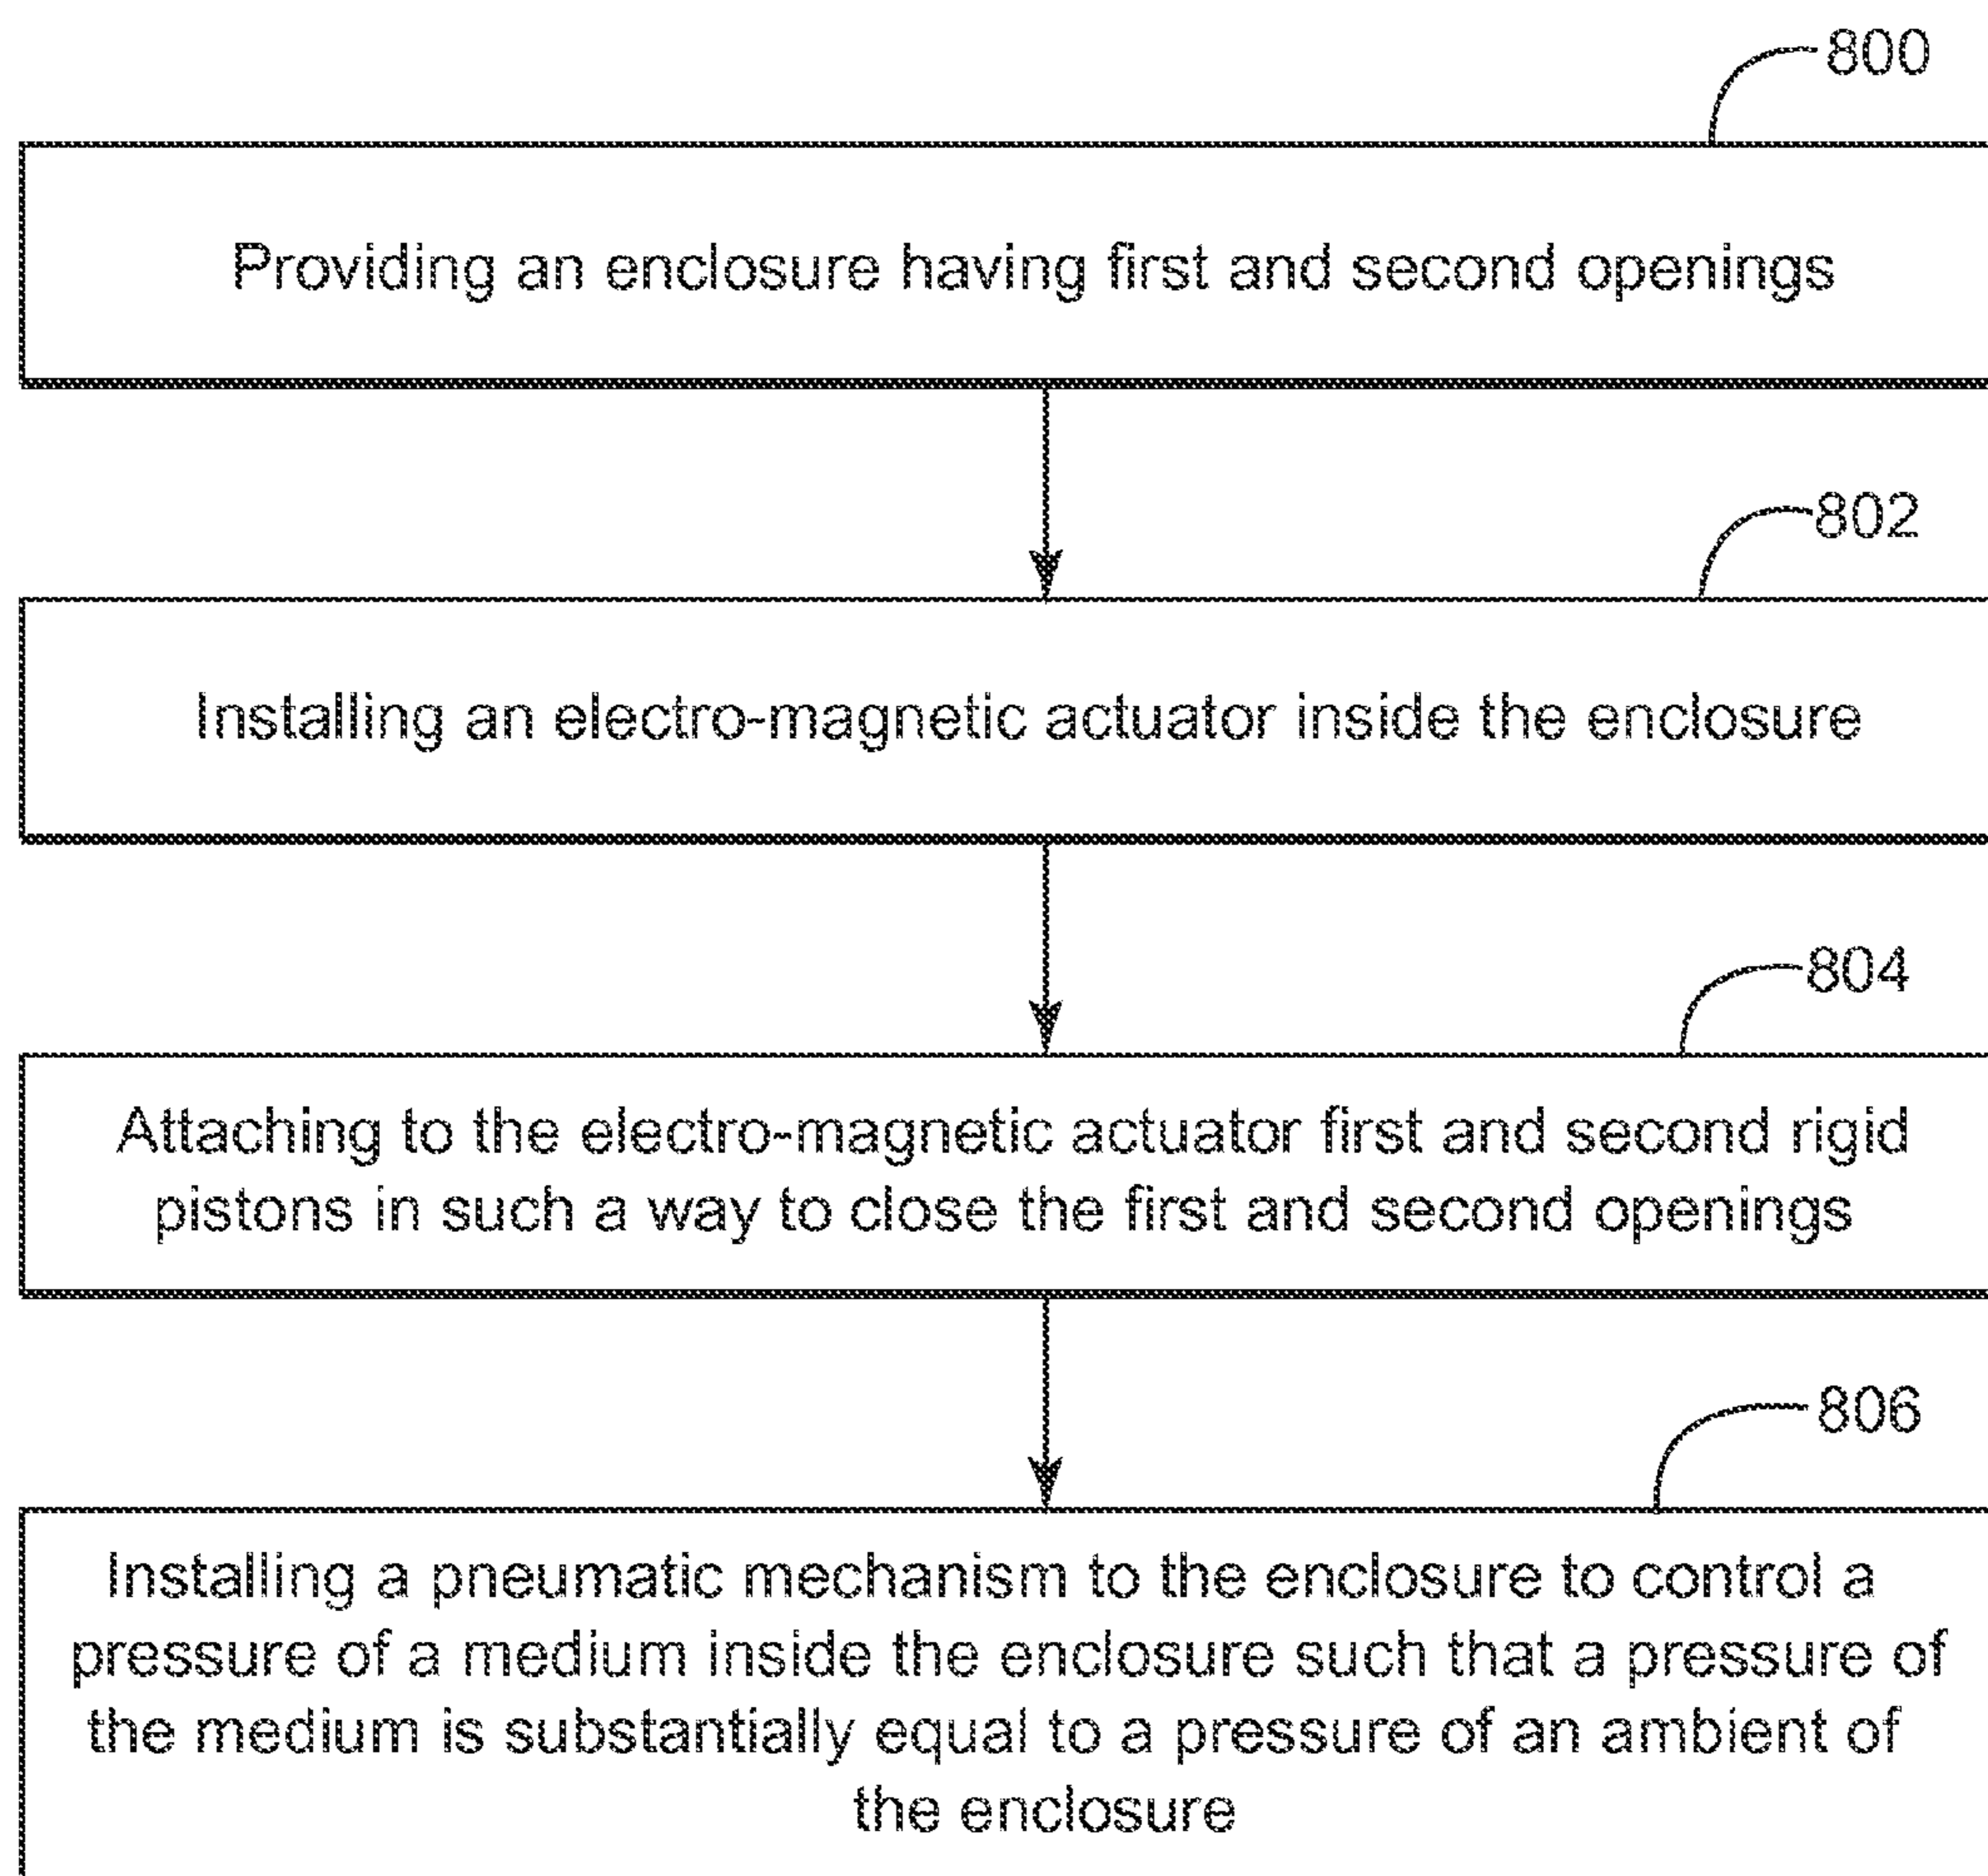 800
Providing an enclosure having first and second openings
802
Installing an electro-magnetic actuator inside the enclosure
804
Attaching to the electro-magnetic actuator first and second rigid
pistons in such a way to close the first and second openings
806
Installing a pneumatic mechanism to the enclosure to control a
pressure of a medium inside the enclosure such that a pressure of
the medium is substantially equal to a pressure of an ambient of
the enclosure